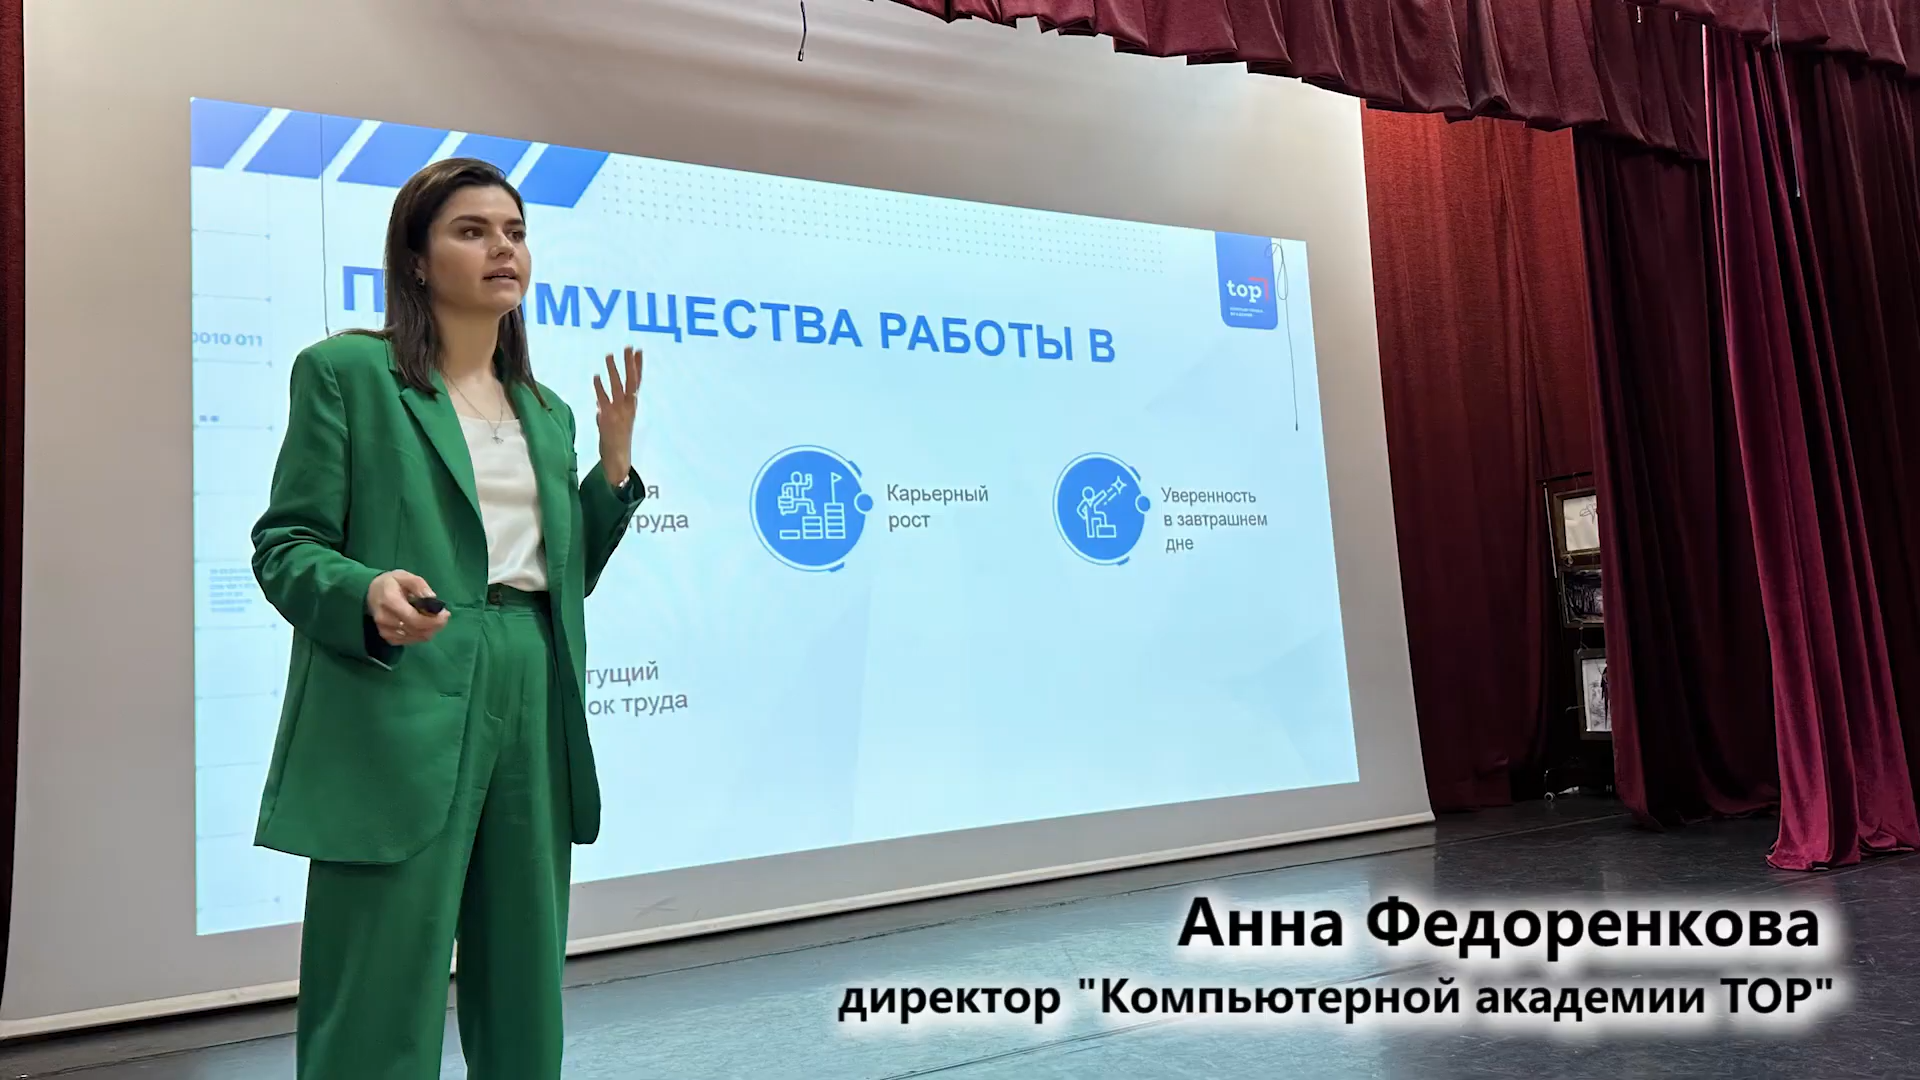 ИМУЩЕСТВА РАБОТЫ В
top
0010 011
труда
Карьерный
рост
Уверенность
в завтрашнем
дне
тущий
ок труда
Анна Федоренкова
директор "Компьютерной академии TOP"